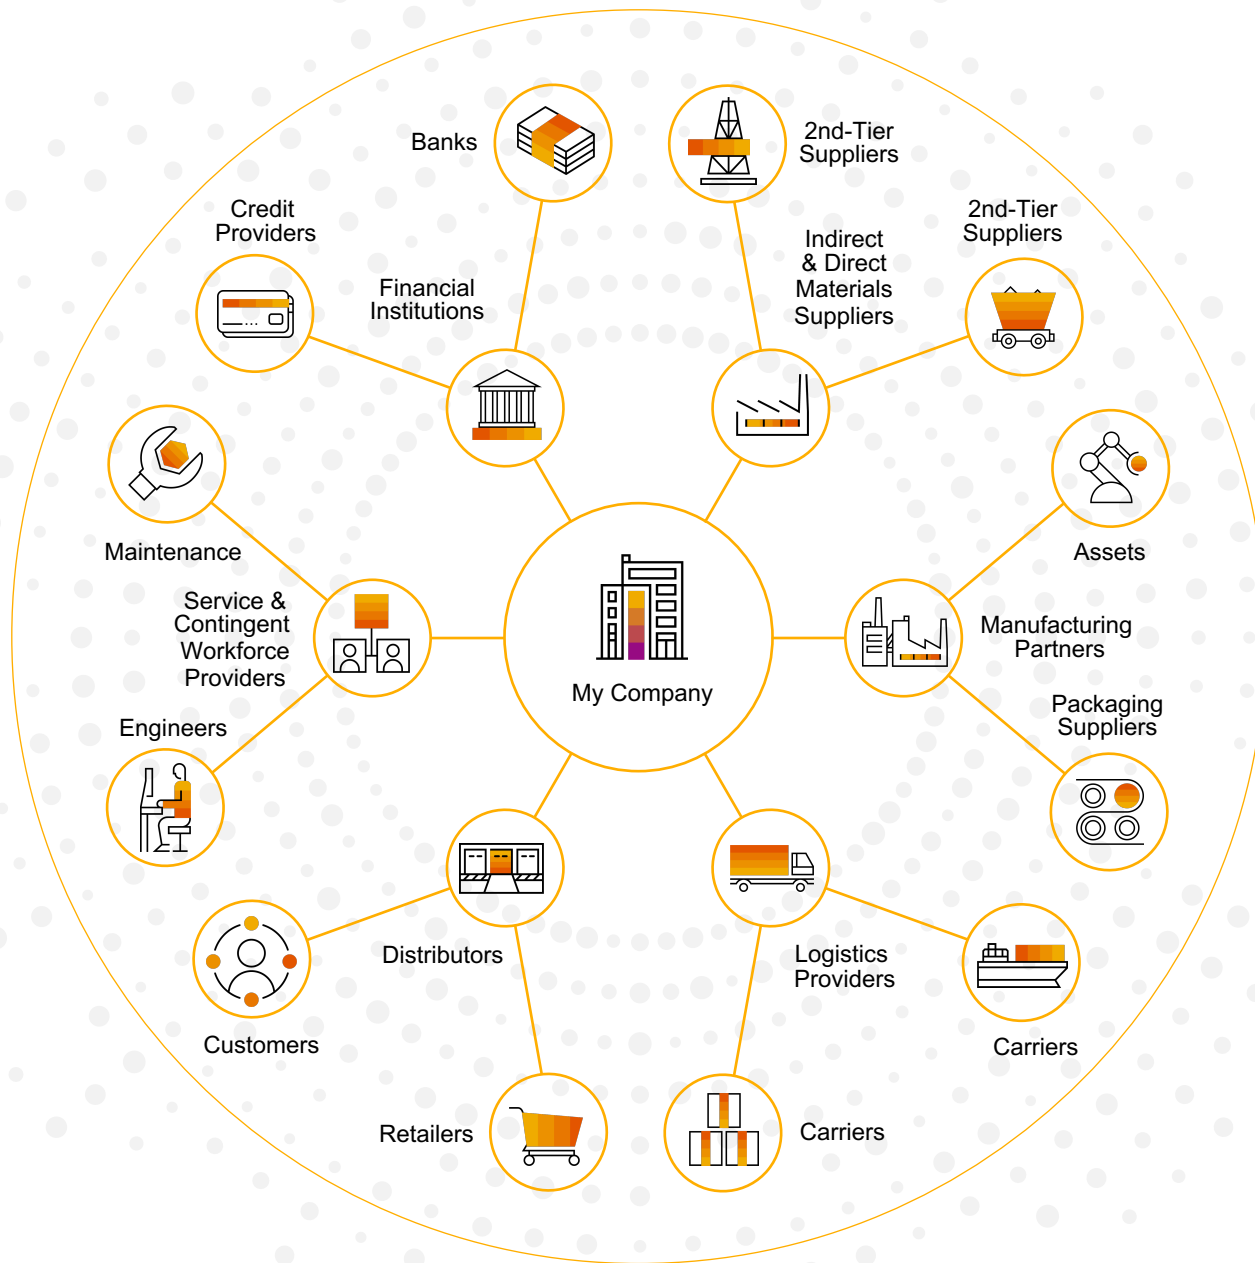 Banks
2nd-Tier
Suppliers
Credit
Providers
2nd-Tier
Suppliers
Financial
Institutions
Indirect
& Direct
Materials
Suppliers
Maintenance
Assets
Service &
Contingent
Workforce
Providers
Manufacturing
Partners
My Company
Engineers
Packaging
Suppliers
Distributors
Logistics
Providers
Customers
Carriers
Retailers
Carriers